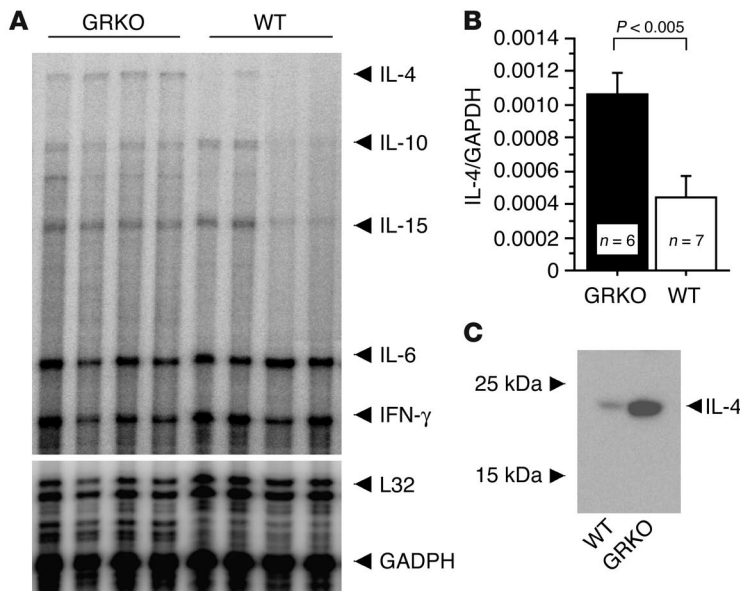 A
GRKO
WT
IL-4
IL-10
IL-15
IL-6
IFN-γ
L32
GADPH
B
P < 0.005
IL-4/GAPDH
0.0014
0.0012
0.0010
0.0006
0.0004
0.0002
0
n = 6
n = 7
GRKO
WT
C
25 kDa
IL-4
15 kDa
WT
GRKO